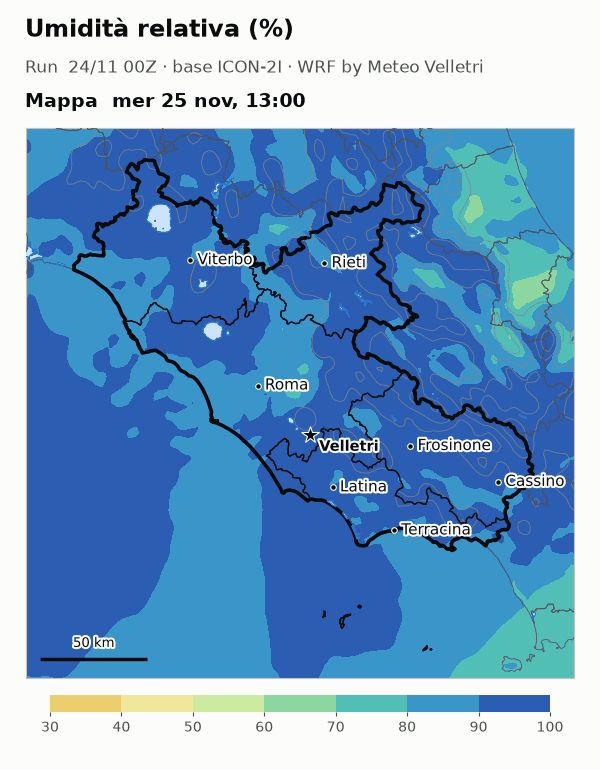 Umidità relativa (%)
Run  24/11 00Z · base ICON-2I · WRF by Meteo Velletri
Mappa  mer 25 nov, 13:00
Viterbo
Rieti
Roma
Velletri
Frosinone
Cassino
Latina
Terracina
50 km
30 40 50 60 70 80 90 100